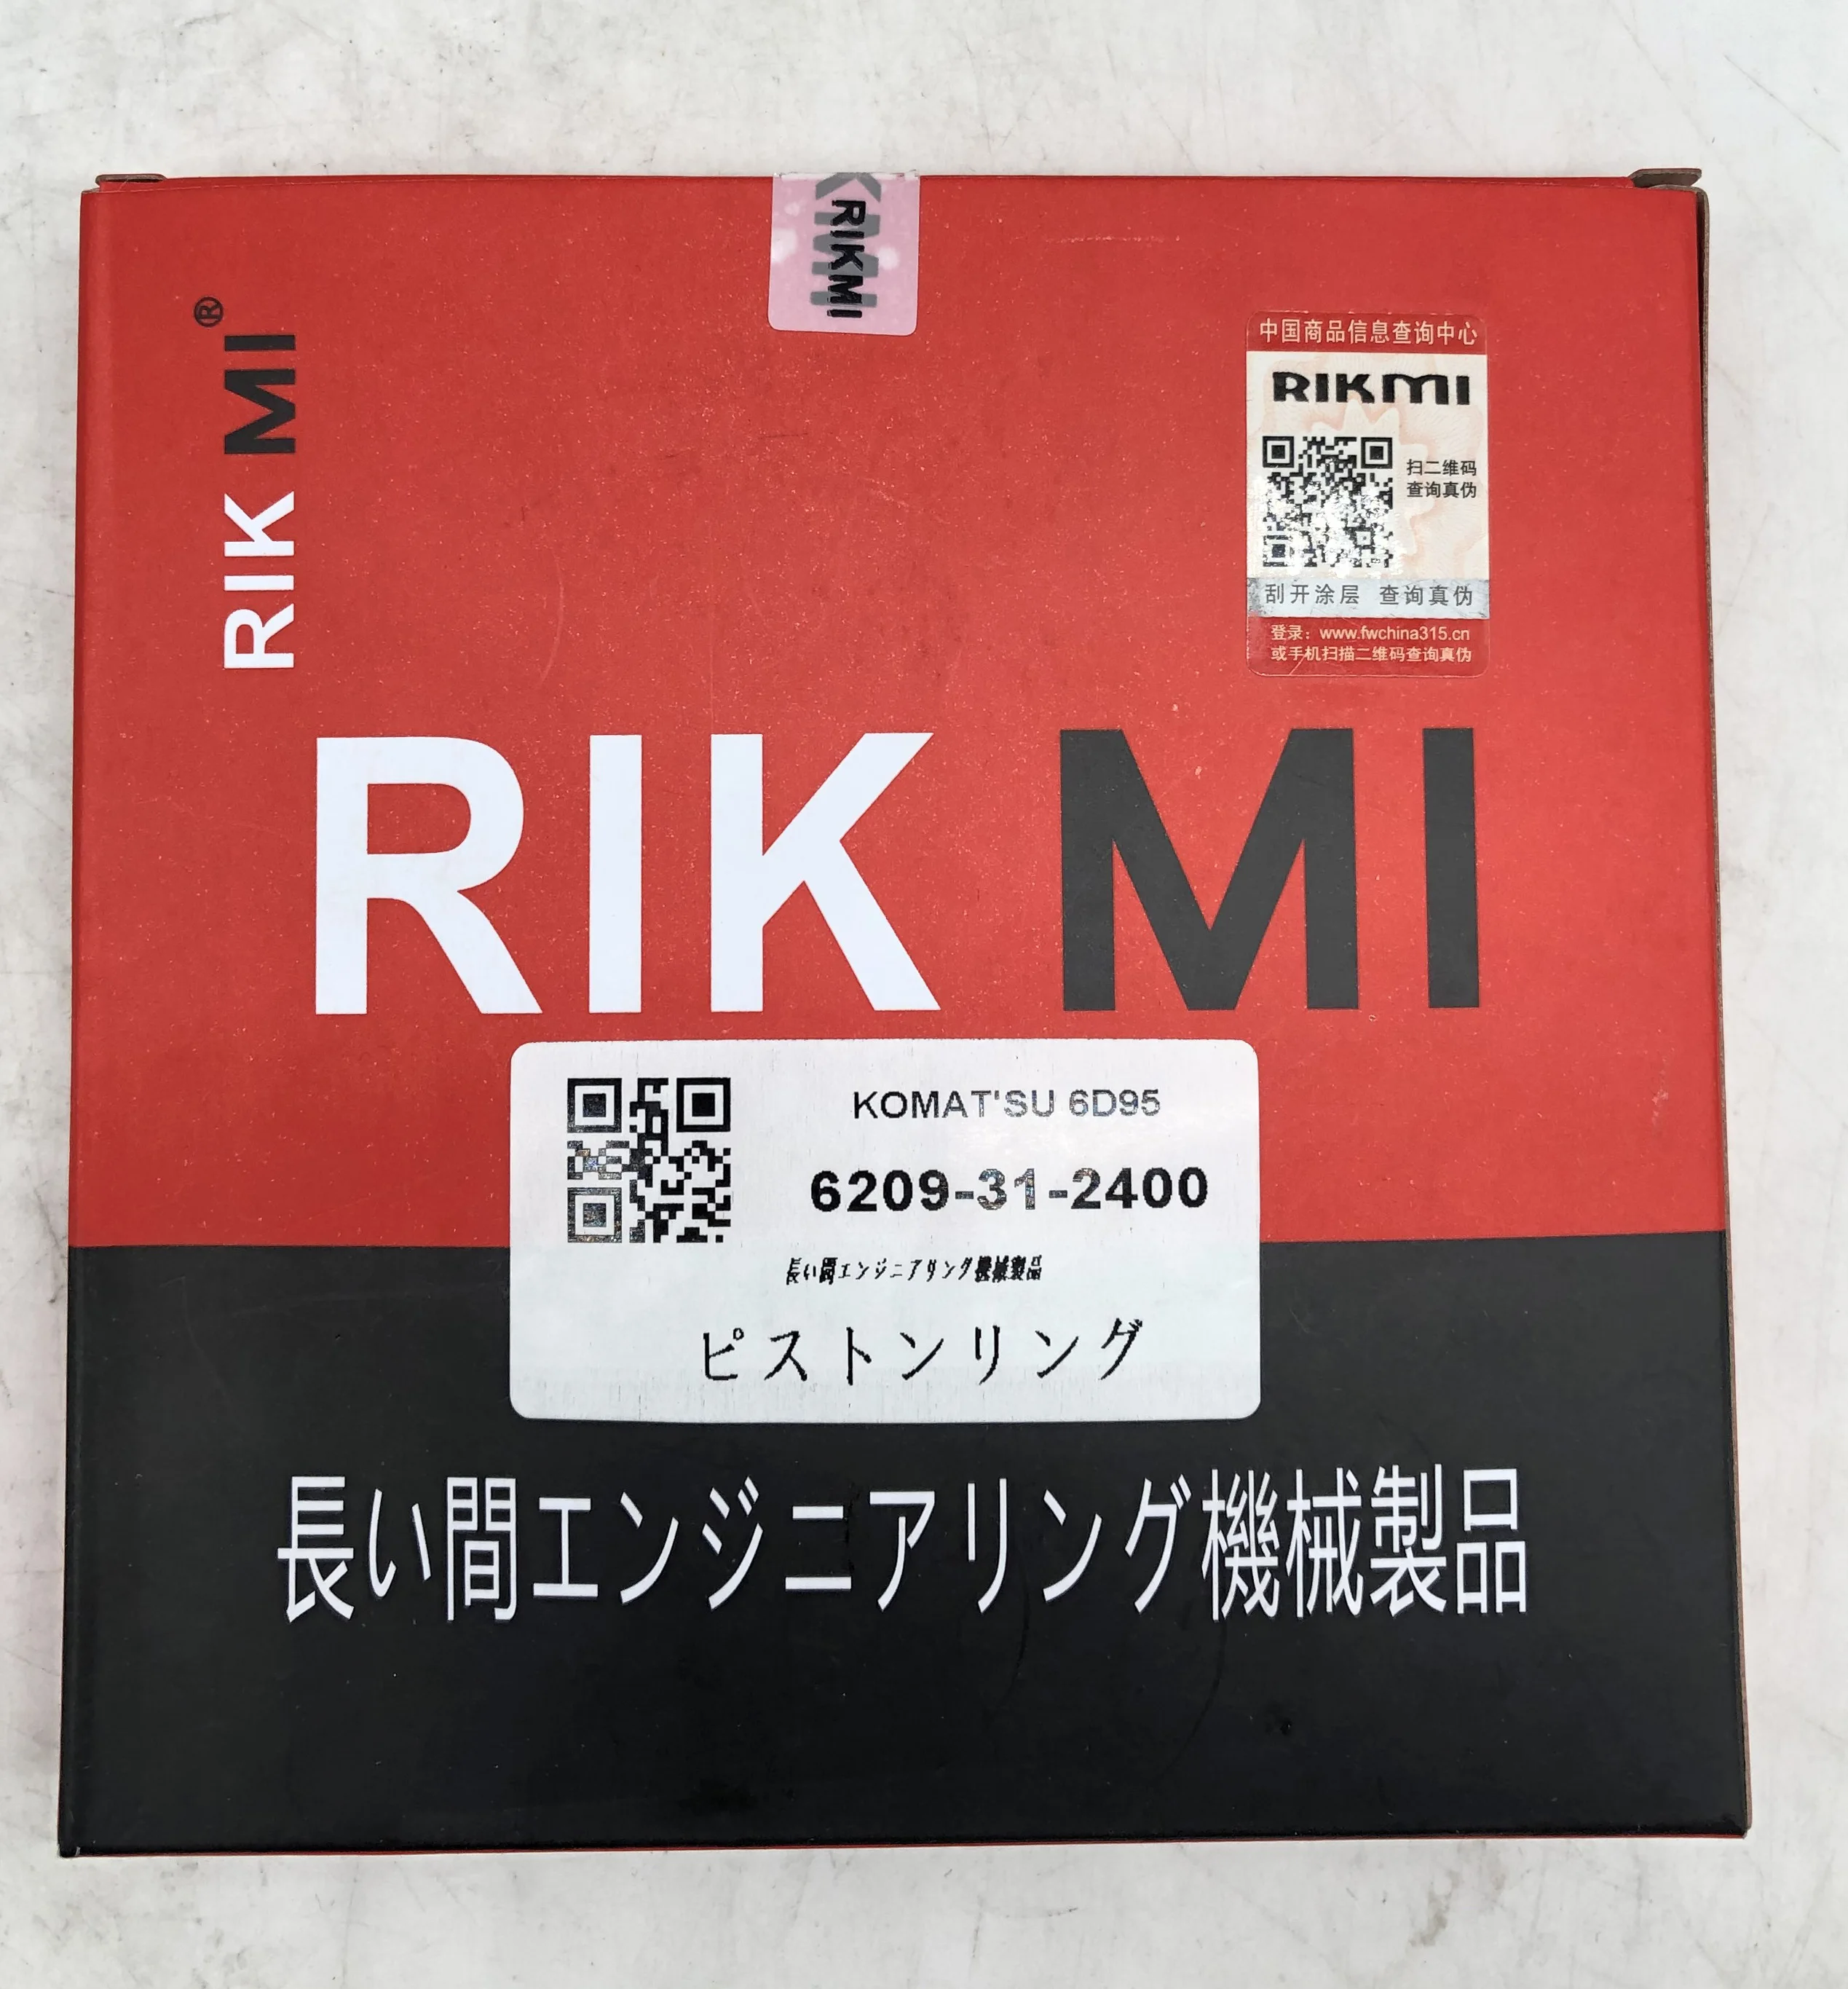 RIKMI
RIK MI®
中国商品信息查询中心
RIKMI
扫二维码
查询真伪
刮开涂层 查询真伪
登录：www.fwchina315.cn
或手机扫描二维码查询真伪
RIK MI
KOMAT'SU 6D95
6209-31-2400
長い間エンジニアリング機械製品
ピストンリング
長い間エンジニアリング機械製品